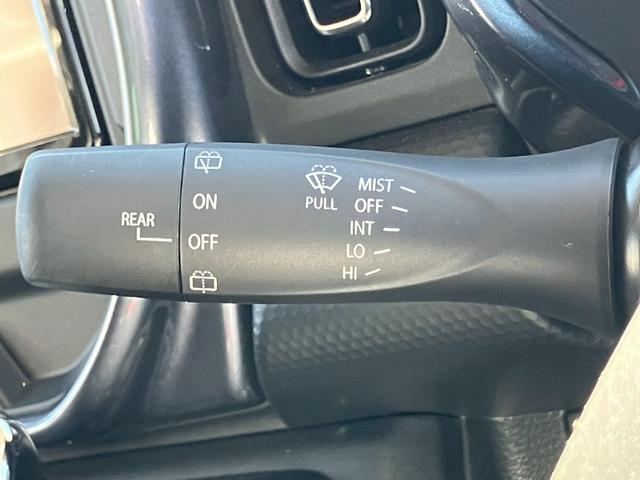 REAR
ON
OFF
PULL
MIST
OFF
INT
LO
HI